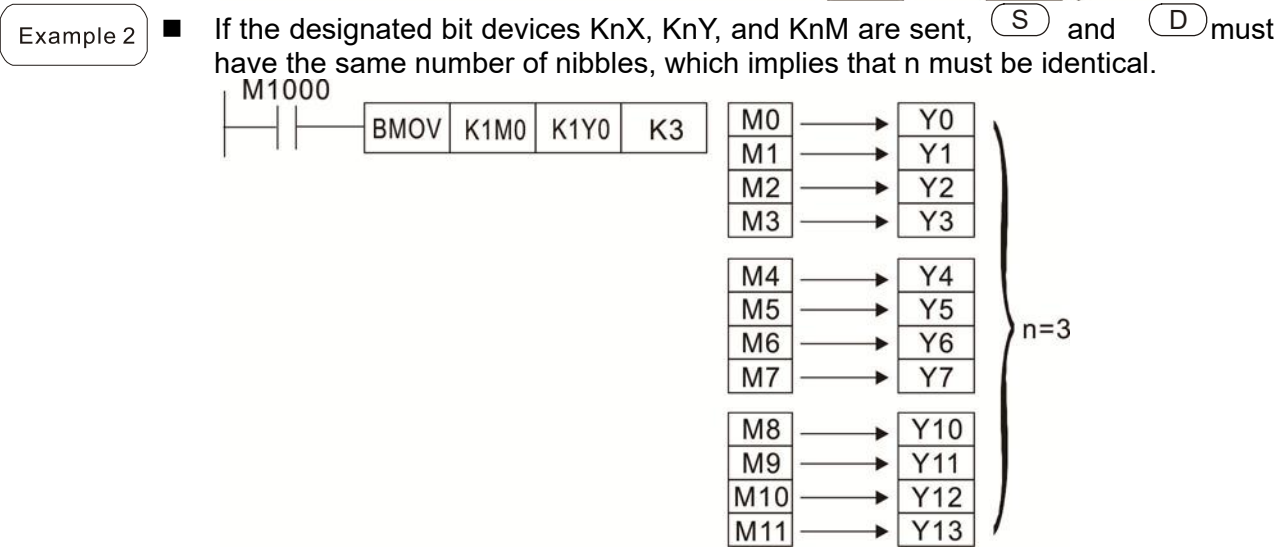 Example 2
■ If the designated bit devices KnX, KnY, and KnM are sent, S and D must
have the same number of nibbles, which implies that n must be identical.
M1000
BMOV K1M0 K1Y0 K3
M0 Y0
M1 Y1
M2 Y2
M3 Y3
M4 Y4
M5 Y5
M6 Y6
M7 Y7
n=3
M8 Y10
M9 Y11
M10 Y12
M11 Y13